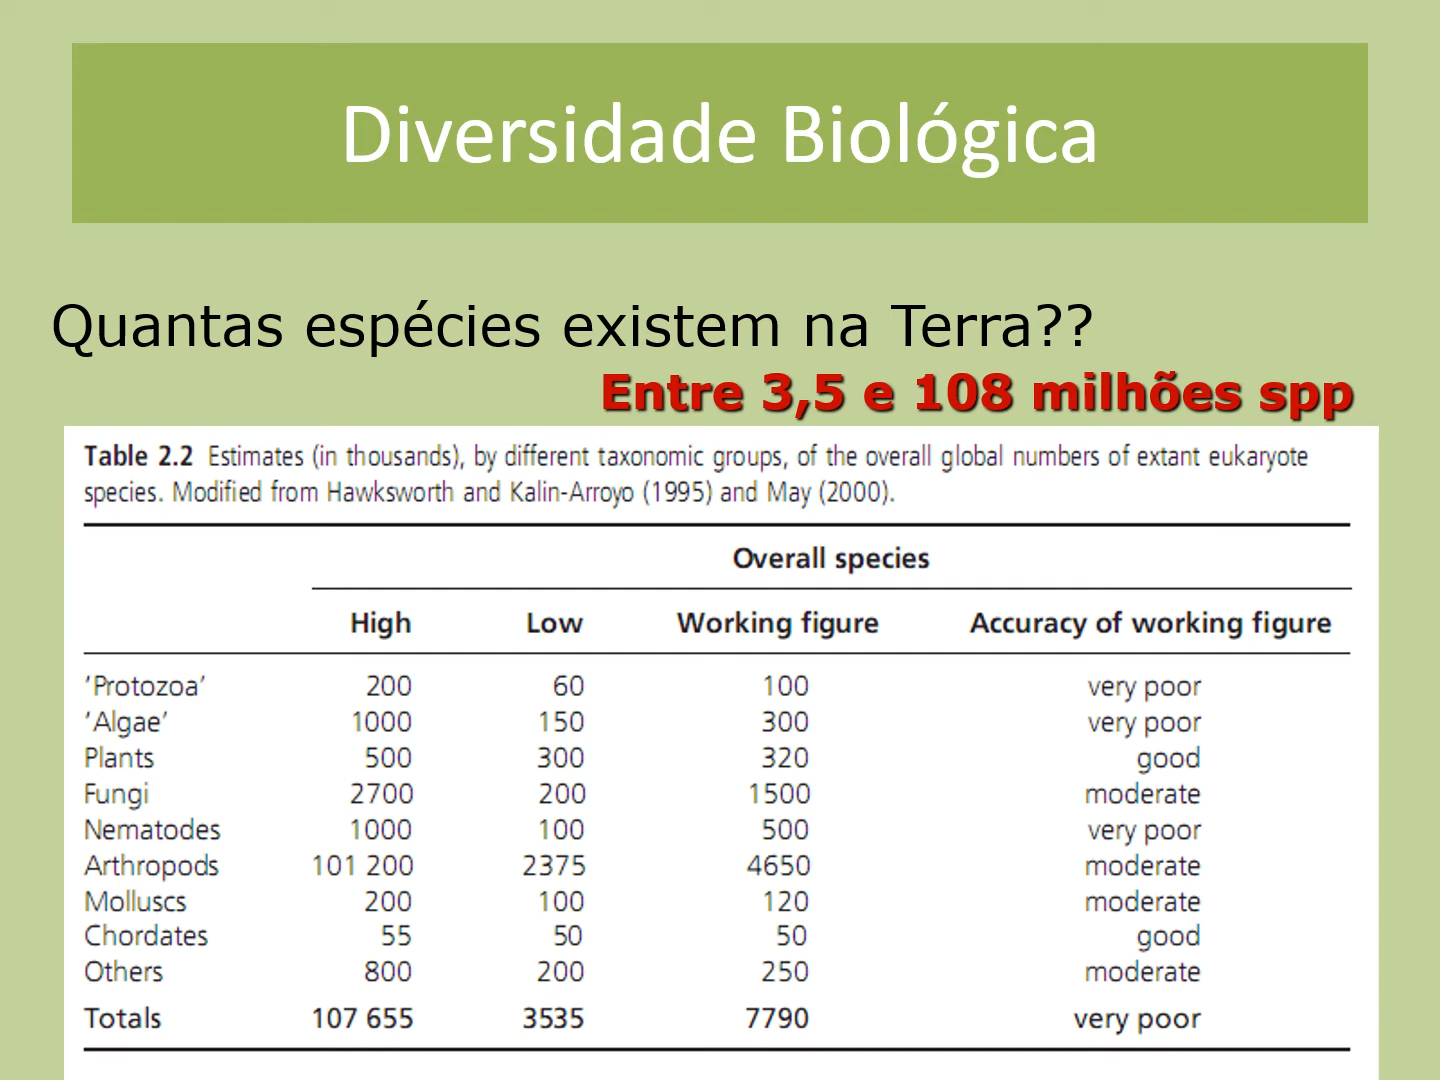 Diversidade Biológica
Quantas espécies existem na Terra??
Entre 3,5 e 108 milhões spp
Table 2.2 Estimates (in thousands), by different taxonomic groups, of the overall global numbers of extant eukaryote
species. Modified from Hawksworth and Kalin-Arroyo (1995) and May (2000).
Overall species
High Low Working figure Accuracy of working figure
‘Protozoa’ 200 60 100 very poor
‘Algae’ 1000 150 300 very poor
Plants 500 300 320 good
Fungi 2700 200 1500 moderate
Nematodes 1000 100 500 very poor
Arthropods 101 200 2375 4650 moderate
Molluscs 200 100 120 moderate
Chordates 55 50 50 good
Others 800 200 250 moderate
Totals 107 655 3535 7790 very poor